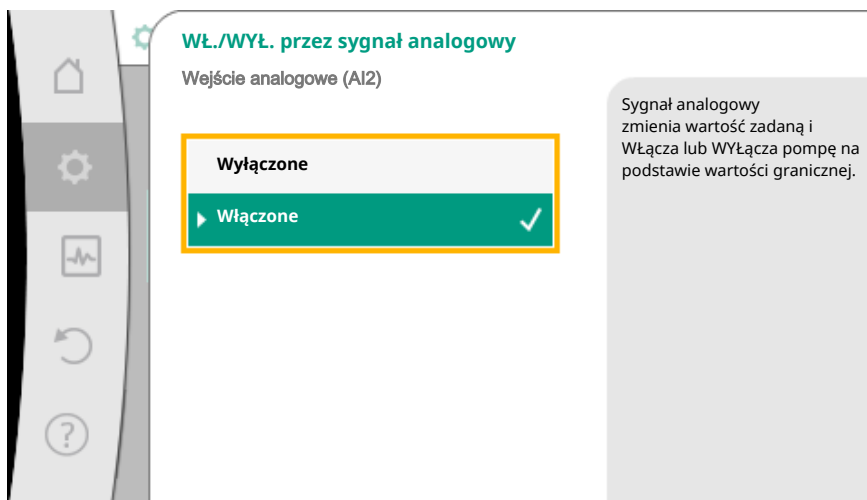 WŁ./WYŁ. przez sygnał analogowy
Wejście analogowe (AI2)
Wyłączone
Włączone
Sygnał analogowy
zmienia wartość zadaną i
WŁącza lub WYŁącza pompę na
podstawie wartości granicznej.